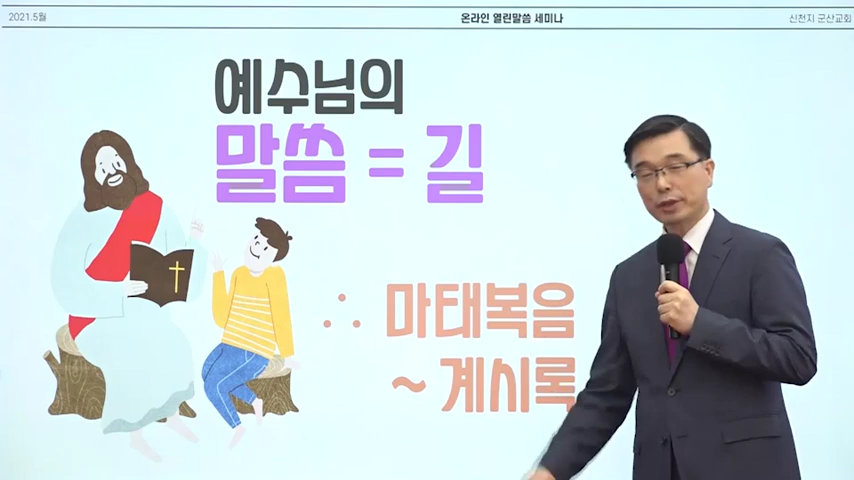 2021.5월
온라인 열린말씀 세미나
신천지 군산교회
예수님의
말씀 = 길
∴ 마태복음
~ 계시록